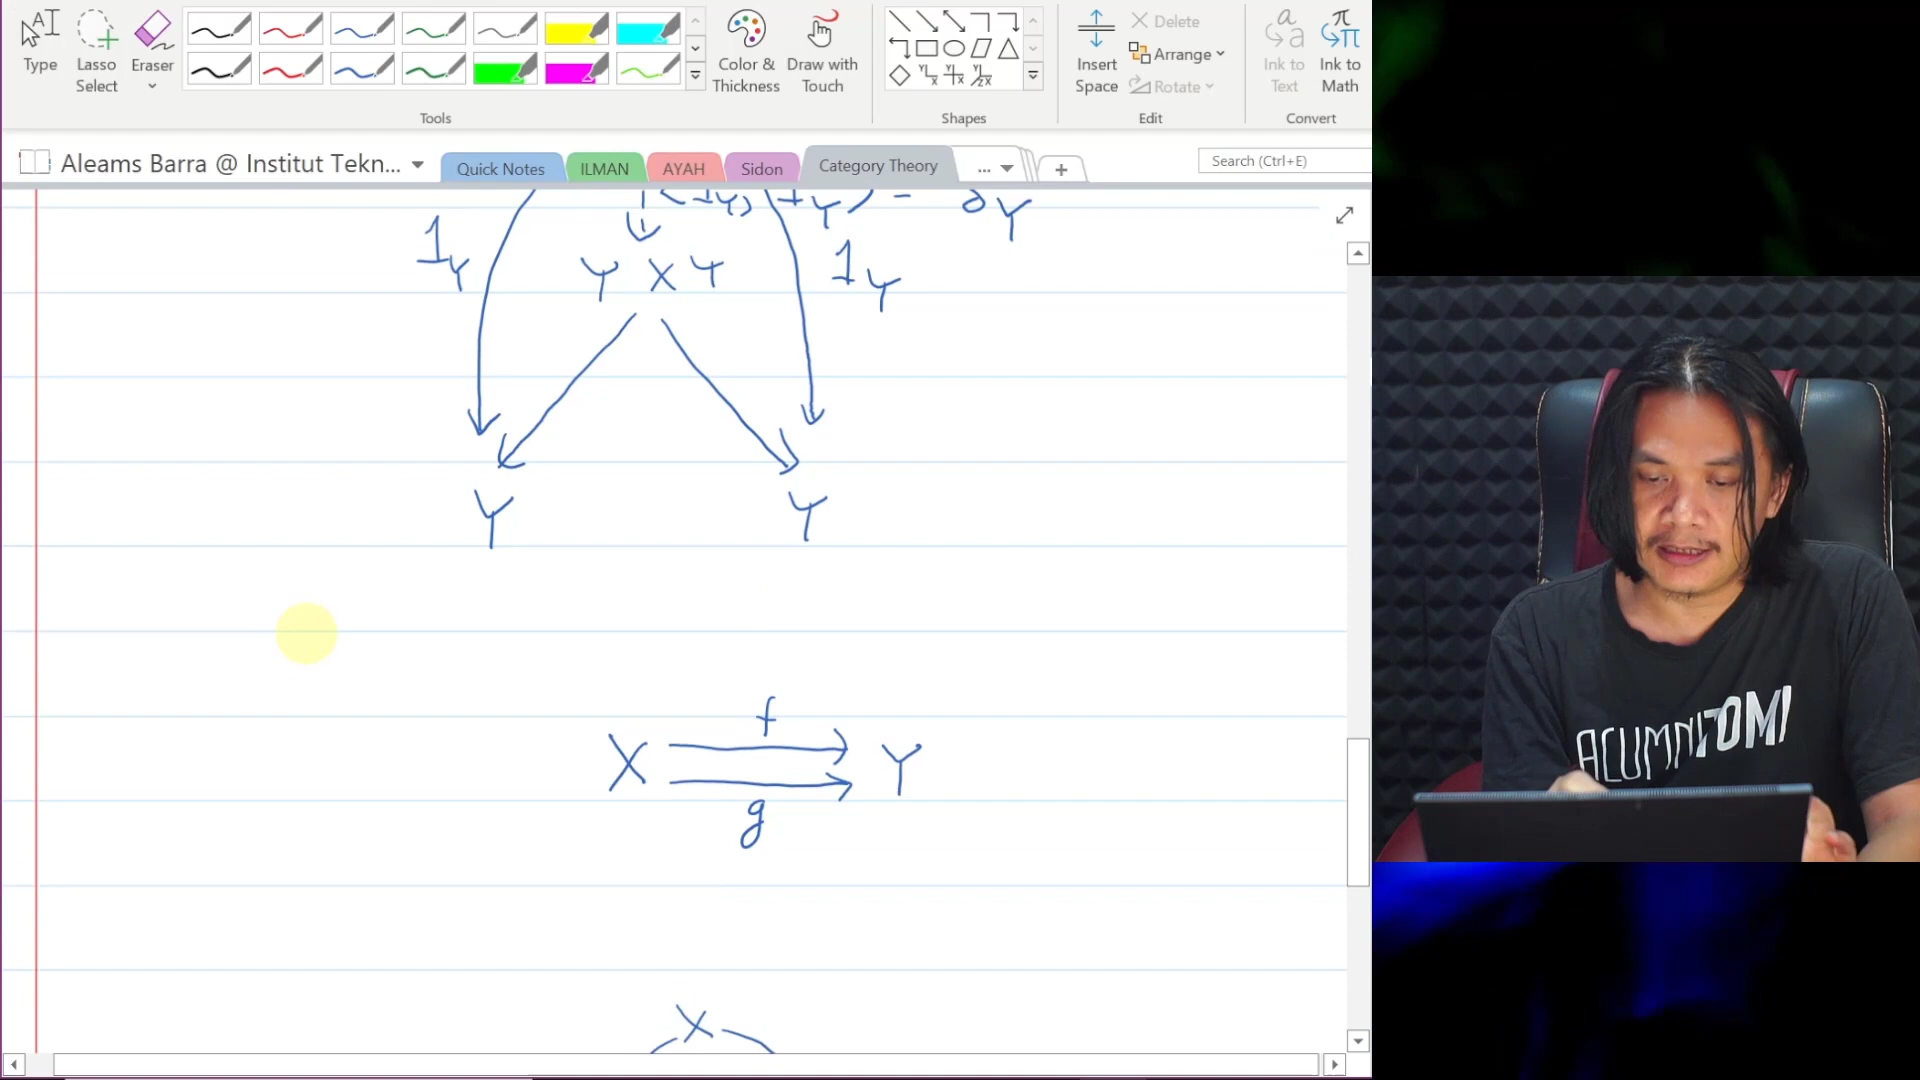 Type
Lasso Select
Eraser
Color & Thickness
Draw with Touch
Insert Space
Delete
Arrange
Rotate
Ink to Text
Ink to Math
Tools
Shapes
Edit
Convert
Aleams Barra @ Institut Tekn...
Quick Notes
ILMAN
AYAH
Sidon
Category Theory
...
Search (Ctrl+E)
1_Y
Y X Y
1_Y
Y
Y
f
X
Y
g
X
ACUMNITOMI